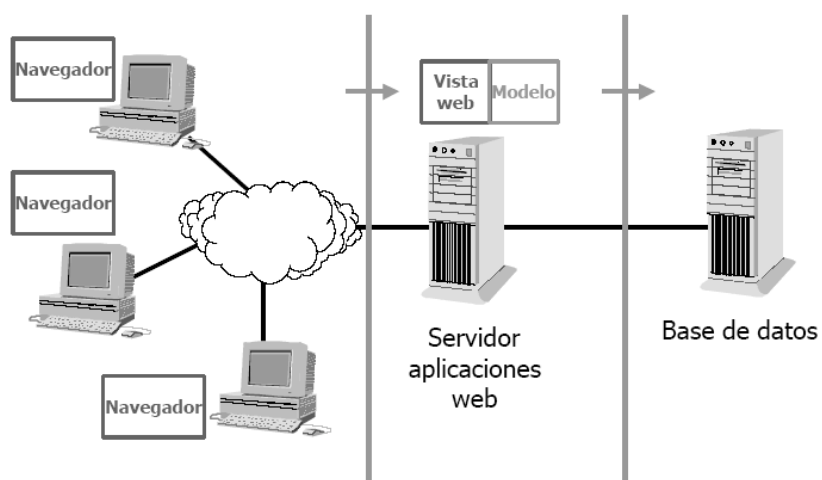 Navegador
Vista
web
Modelo
Navegador
Navegador
Servidor
aplicaciones
web
Base de datos